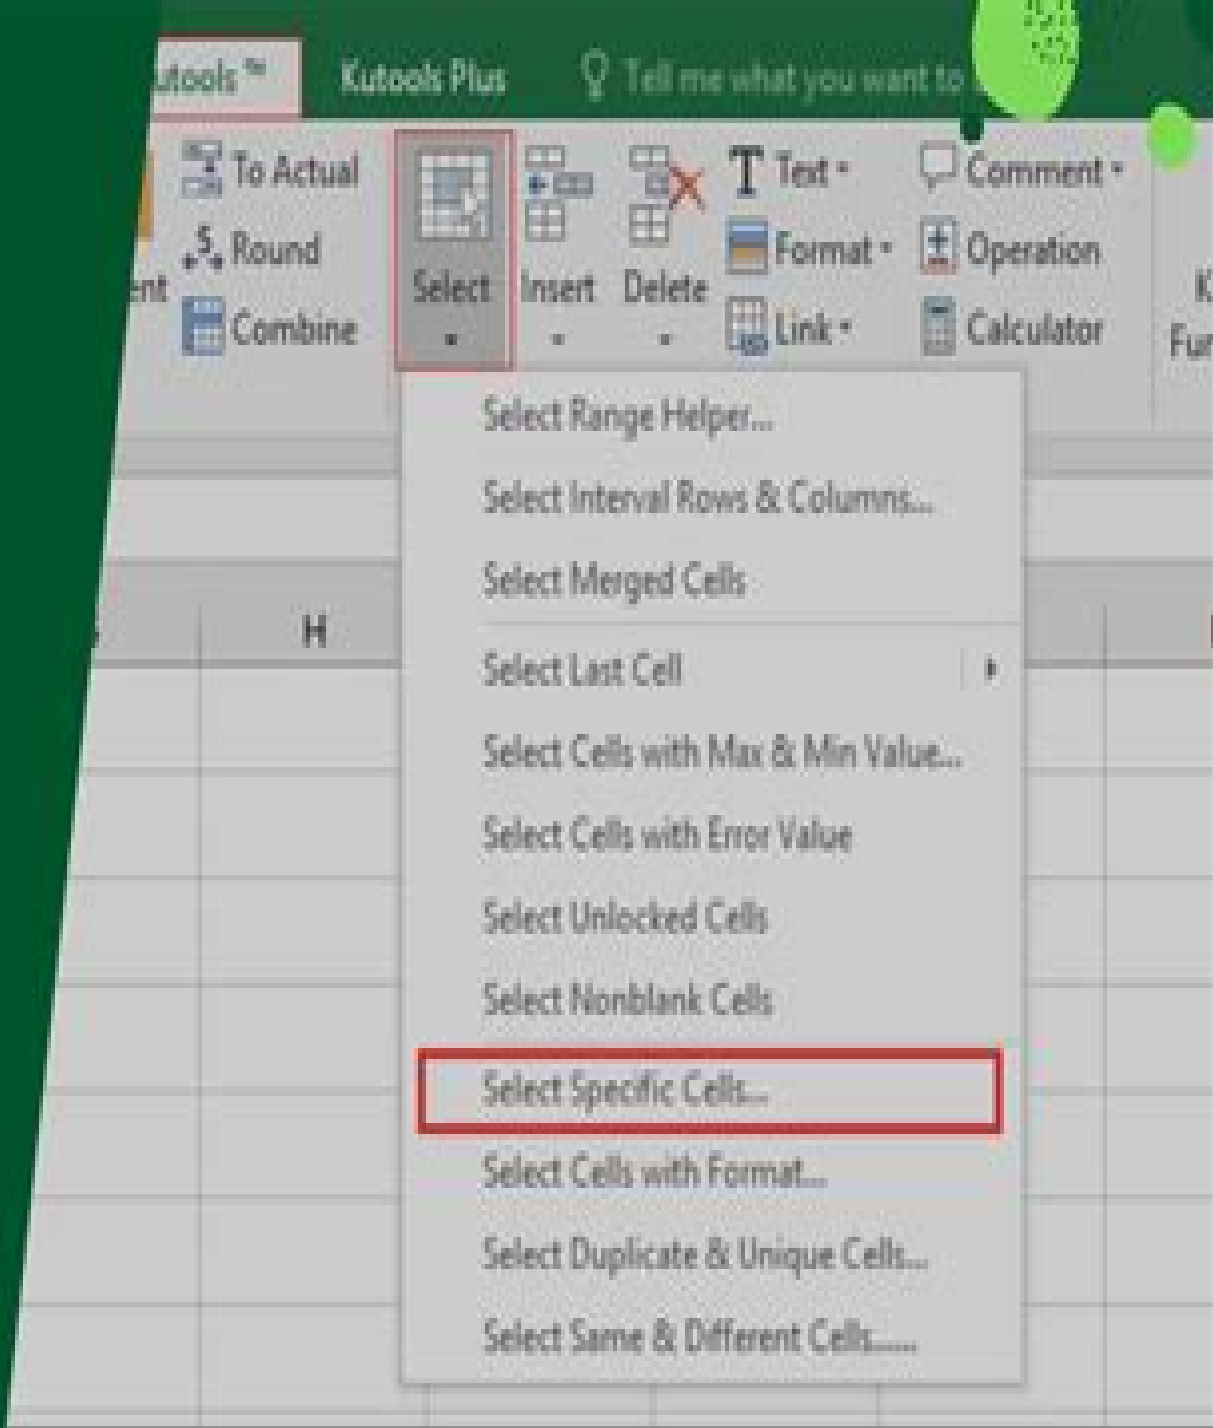 utools ™ Kutools Plus Tell me what you want to
To Actual
Round
Combine
Select
Insert
Delete
T Text
Format
Link
Comment
Operation
Calculator
H
Select Range Helper...
Select Interval Rows & Columns...
Select Merged Cells
Select Last Cell
Select Cells with Max & Min Value...
Select Cells with Error Value
Select Unlocked Cells
Select Nonblank Cells
Select Specific Cells...
Select Cells with Format...
Select Duplicate & Unique Cells...
Select Same & Different Cells......